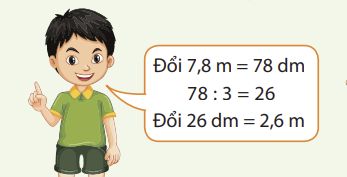 Đổi 7,8 m = 78 dm
78 : 3 = 26
Đổi 26 dm = 2,6 m